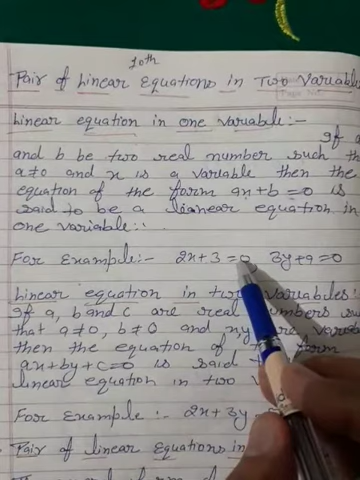 10th
Pair of Linear Equations in Two Variables
Linear equation in one variable:-
If a
and b be two real number such th
a≠0 and x is a variable then the
equation of the form ax+b=0 is
said to be a linear equation in
one variable:-
For Example:- 2x+3=0 3y+9=0
Linear equation in two variables:
If a, b and c are real numbers su
that a≠0, b≠0 and x,y are varia
then the equation of form
ax+by+c=0 is said t
linear equation in two v
For Example:- 2x+3y
Pair of linear Equations in